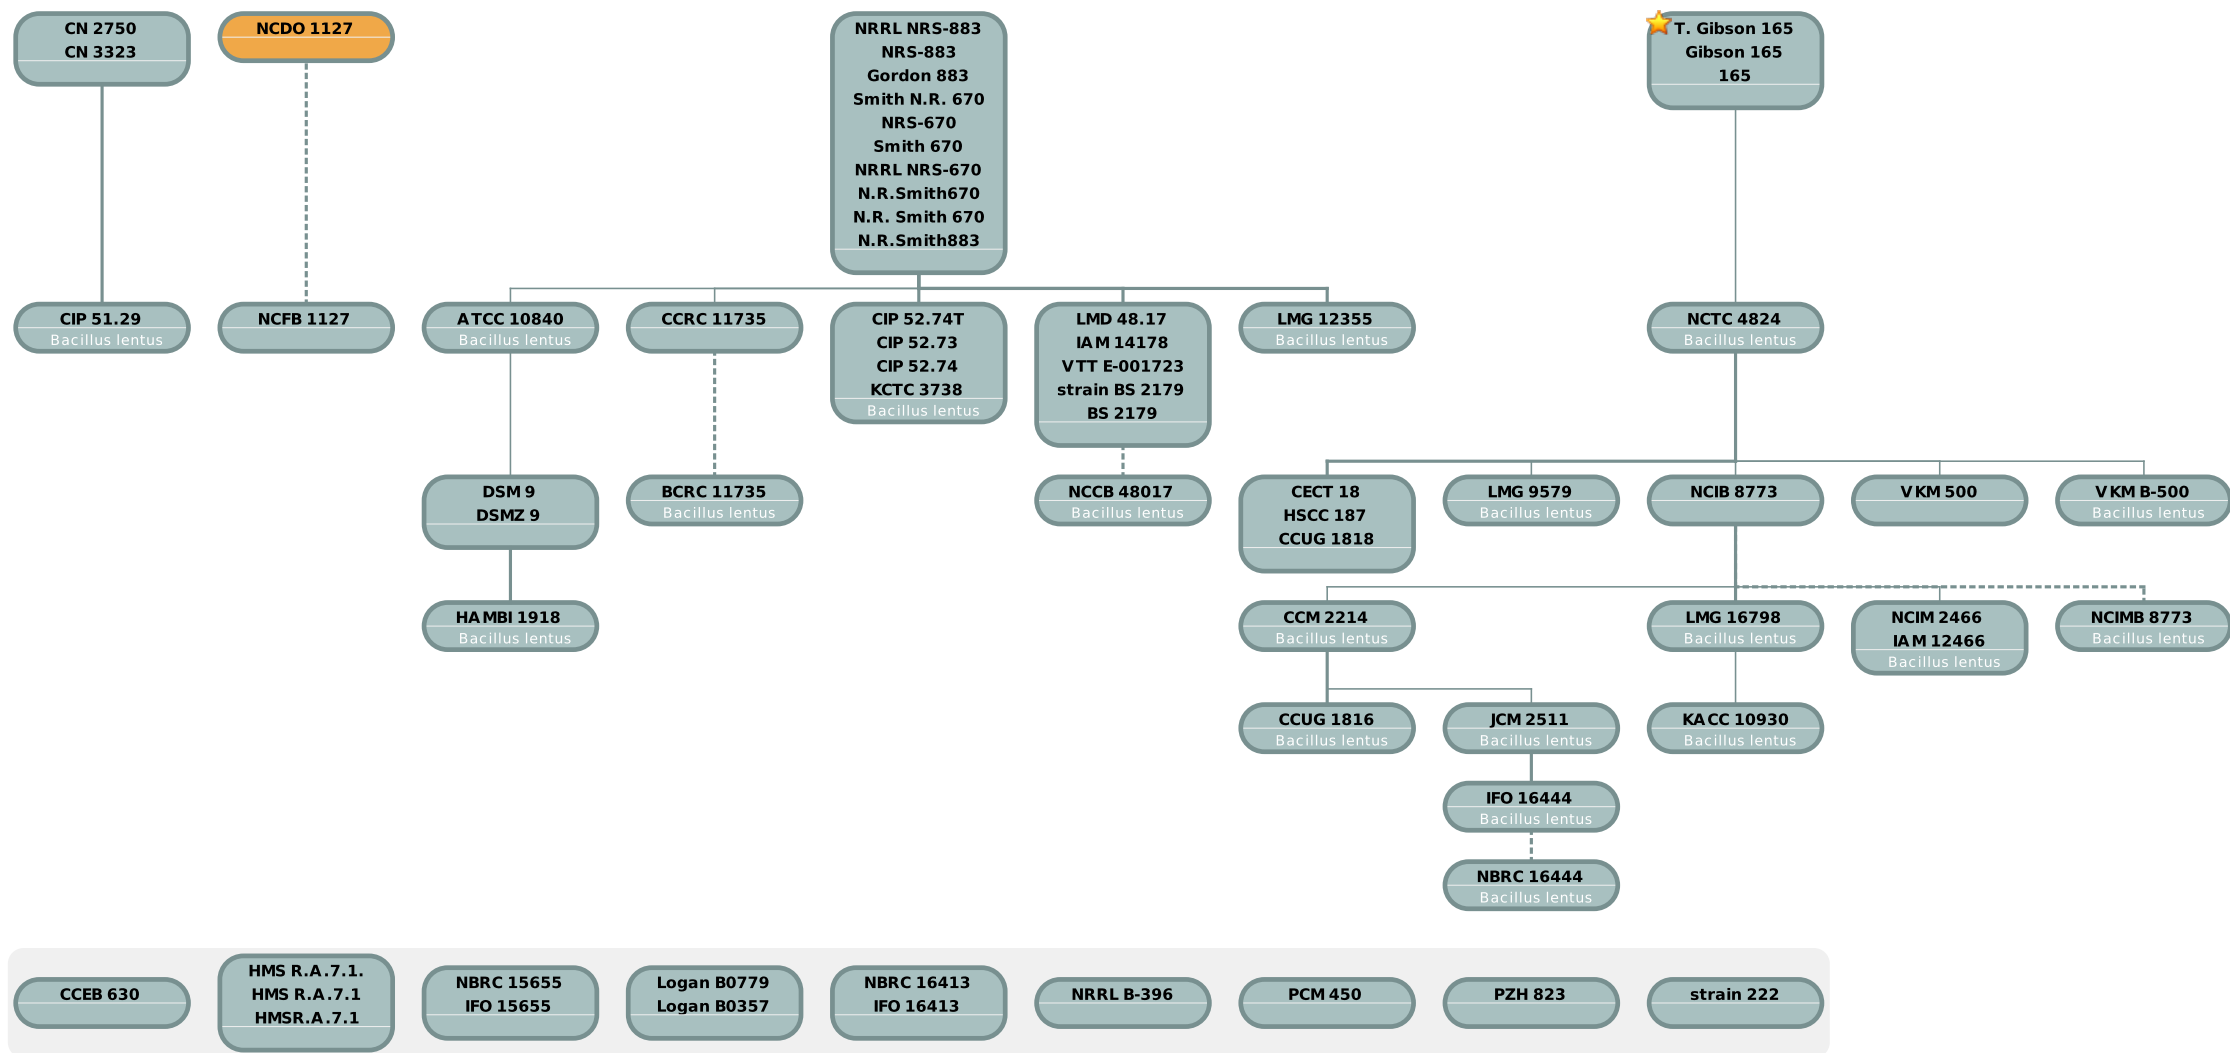 CN 2750
CN 3323
NCDO 1127
NRRL NRS-883
NRS-883
Gordon 883
Smith N.R. 670
NRS-670
Smith 670
NRRL NRS-670
N.R.Smith670
N.R. Smith 670
N.R.Smith883
T. Gibson 165
Gibson 165
165
CIP 51.29
Bacillus lentus
NCFB 1127
ATCC 10840
Bacillus lentus
CCRC 11735
CIP 52.74T
CIP 52.73
CIP 52.74
KCTC 3738
Bacillus lentus
LMD 48.17
IAM 14178
VTT E-001723
strain BS 2179
BS 2179
LMG 12355
Bacillus lentus
NCTC 4824
Bacillus lentus
DSM 9
DSMZ 9
BCRC 11735
Bacillus lentus
NCCB 48017
Bacillus lentus
CECT 18
HSCC 187
CCUG 1818
LMG 9579
Bacillus lentus
NCIB 8773
VKM 500
VKM B-500
Bacillus lentus
HAMBI 1918
Bacillus lentus
CCM 2214
Bacillus lentus
LMG 16798
Bacillus lentus
NCIM 2466
IAM 12466
Bacillus lentus
NCIMB 8773
Bacillus lentus
CCUG 1816
Bacillus lentus
JCM 2511
Bacillus lentus
KACC 10930
Bacillus lentus
IFO 16444
Bacillus lentus
NBRC 16444
Bacillus lentus
CCEB 630
HMS R.A.7.1.
HMS R.A.7.1
HMSR.A.7.1
NBRC 15655
IFO 15655
Logan B0779
Logan B0357
NBRC 16413
IFO 16413
NRRL B-396
PCM 450
PZH 823
strain 222